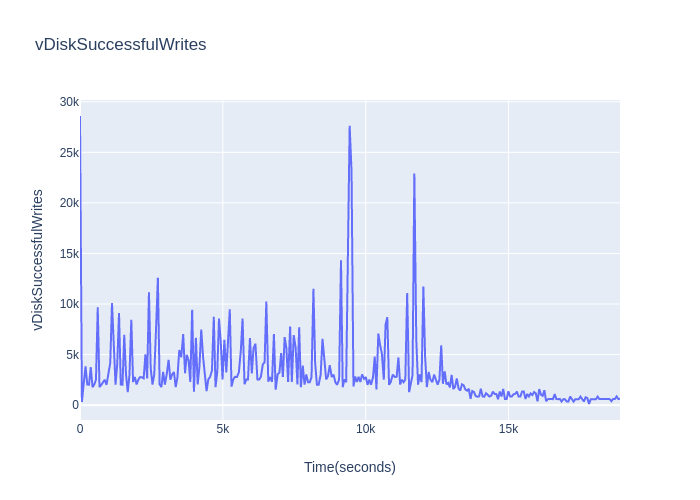 vDiskSuccessfulWrites
30k
25k
20k
15k
10k
5k
0
vDiskSuccessfulWrites
0 5k 10k 15k
Time(seconds)